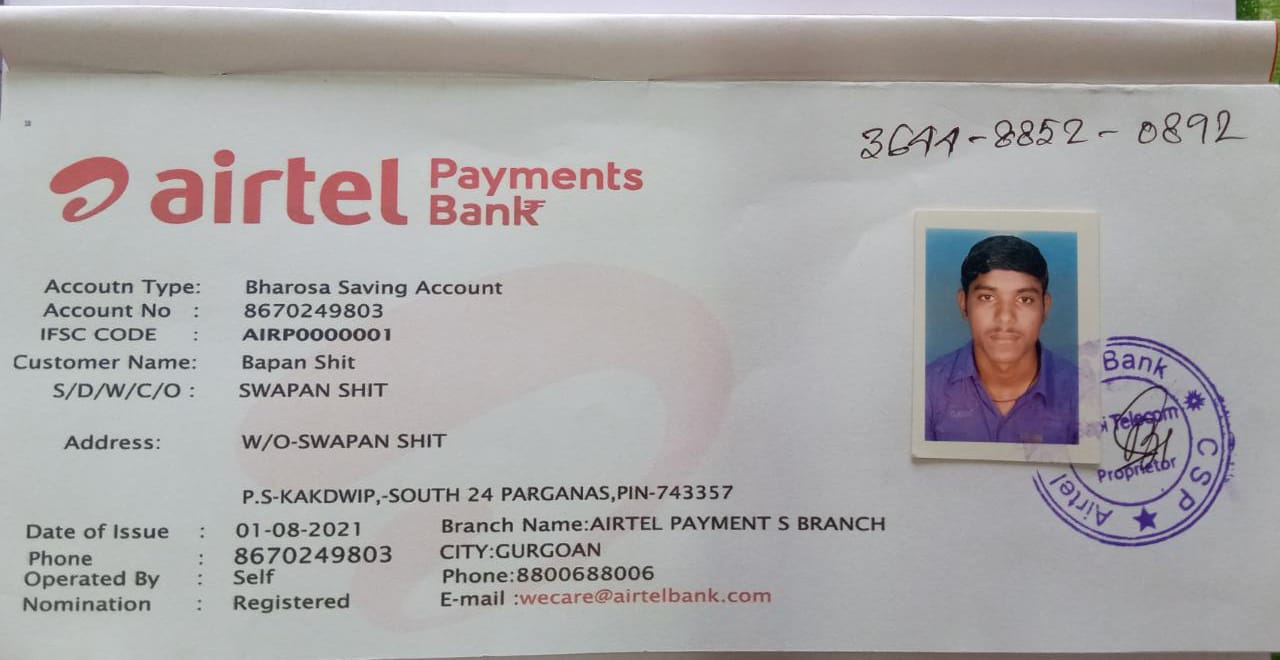 3644-8852-0892
airtel Payments Bank
Accoutn Type: Bharosa Saving Account
Account No : 8670249803
IFSC CODE : AIRP0000001
Customer Name: Bapan Shit
S/D/W/C/O : SWAPAN SHIT
Address: W/O-SWAPAN SHIT
P.S-KAKDWIP,-SOUTH 24 PARGANAS,PIN-743357
Date of Issue : 01-08-2021 Branch Name:AIRTEL PAYMENT S BRANCH
Phone : 8670249803 CITY:GURGOAN
Operated By : Self Phone:8800688006
Nomination : Registered E-mail :wecare@airtelbank.com
Bank
Telecom
Proprietor
Airtel ★ CSP